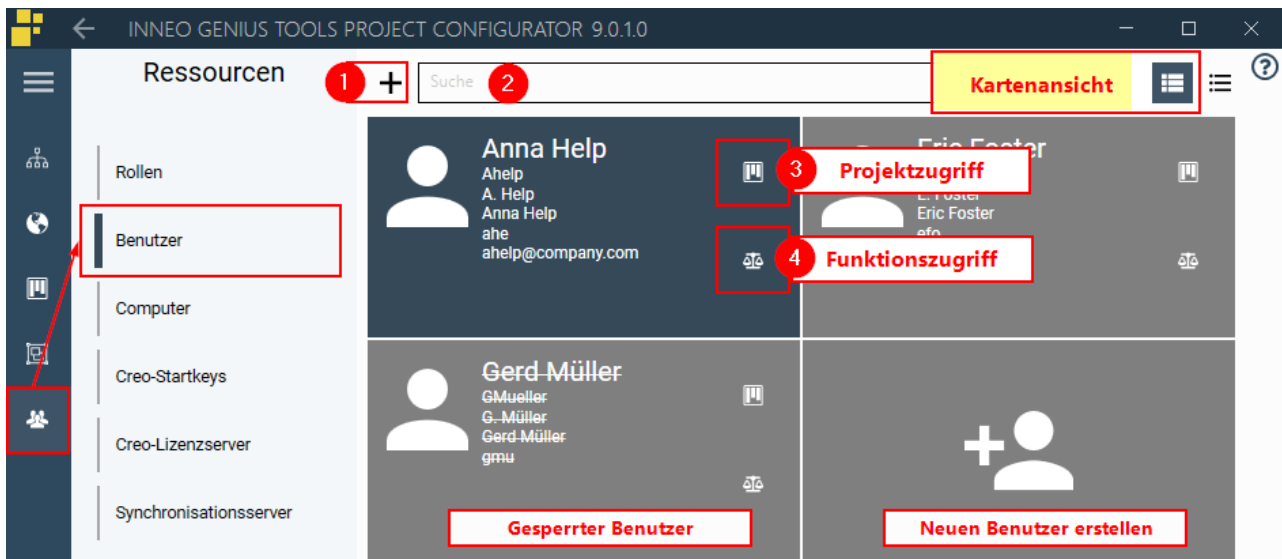 INNEO GENIUS TOOLS PROJECT CONFIGURATOR 9.0.1.0
Ressourcen
1
Suche
2
Kartenansicht
Rollen
Benutzer
Computer
Creo-Startkeys
Creo-Lizenzserver
Synchronisationsserver
Anna Help
Ahelp
A. Help
Anna Help
ahe
ahelp@company.com
3
Projektzugriff
4
Funktionszugriff
Eric Foster
E. Foster
Eric Foster
efo
Gerd Müller
GMueller
G. Müller
Gerd Müller
gmu
Gesperrter Benutzer
Neuen Benutzer erstellen